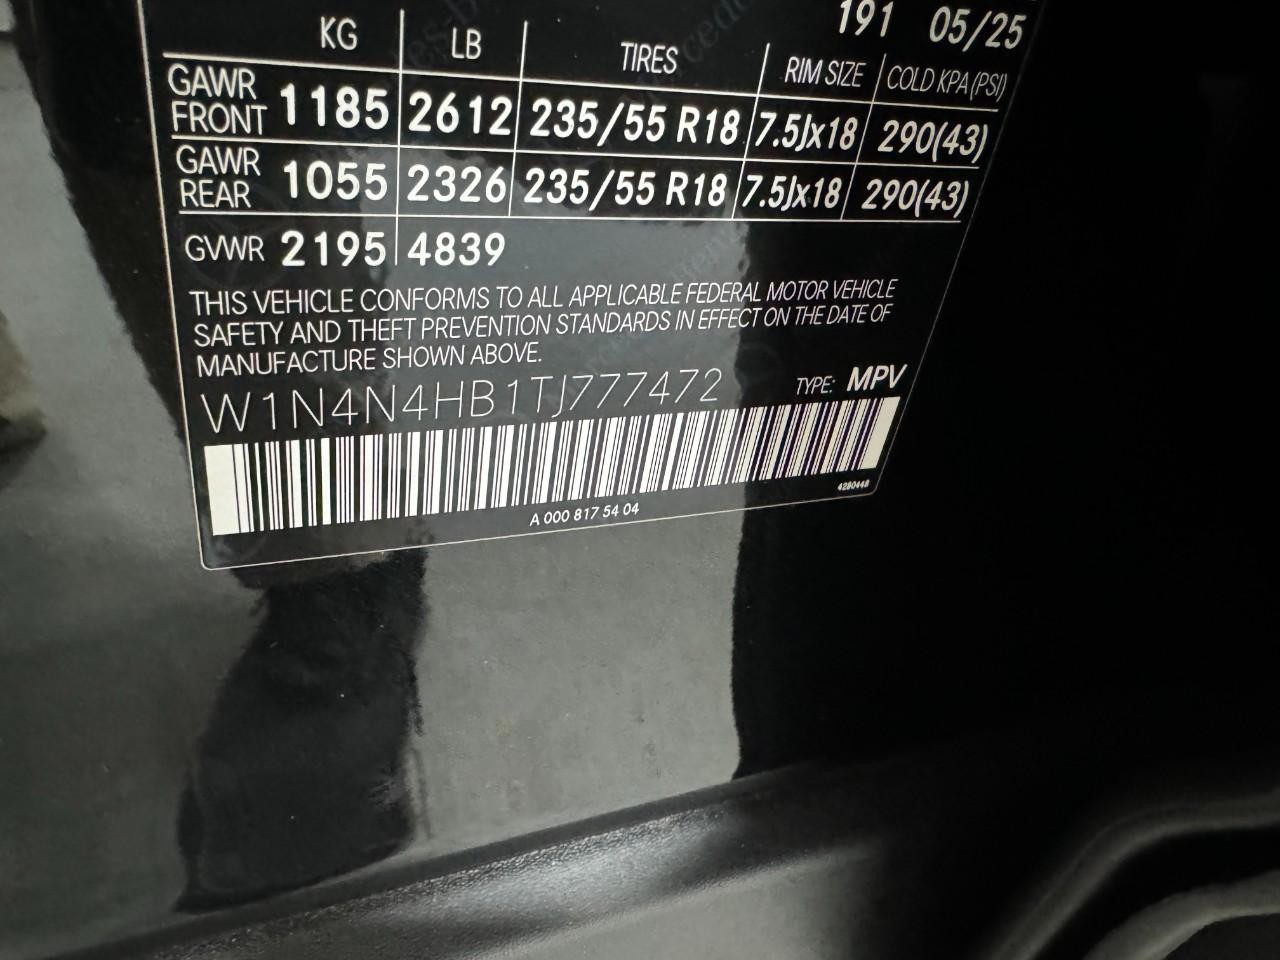 191 05/25
KG LB TIRES RIM SIZE COLD KPA(PSI)
GAWR FRONT 1185 2612 235/55 R18 7.5Jx18 290(43)
GAWR REAR 1055 2326 235/55 R18 7.5Jx18 290(43)
GVWR 2195 4839
THIS VEHICLE CONFORMS TO ALL APPLICABLE FEDERAL MOTOR VEHICLE
SAFETY AND THEFT PREVENTION STANDARDS IN EFFECT ON THE DATE OF
MANUFACTURE SHOWN ABOVE.
W1N4N4HB1TJ777472 TYPE: MPV
4280448
A 000 817 54 04